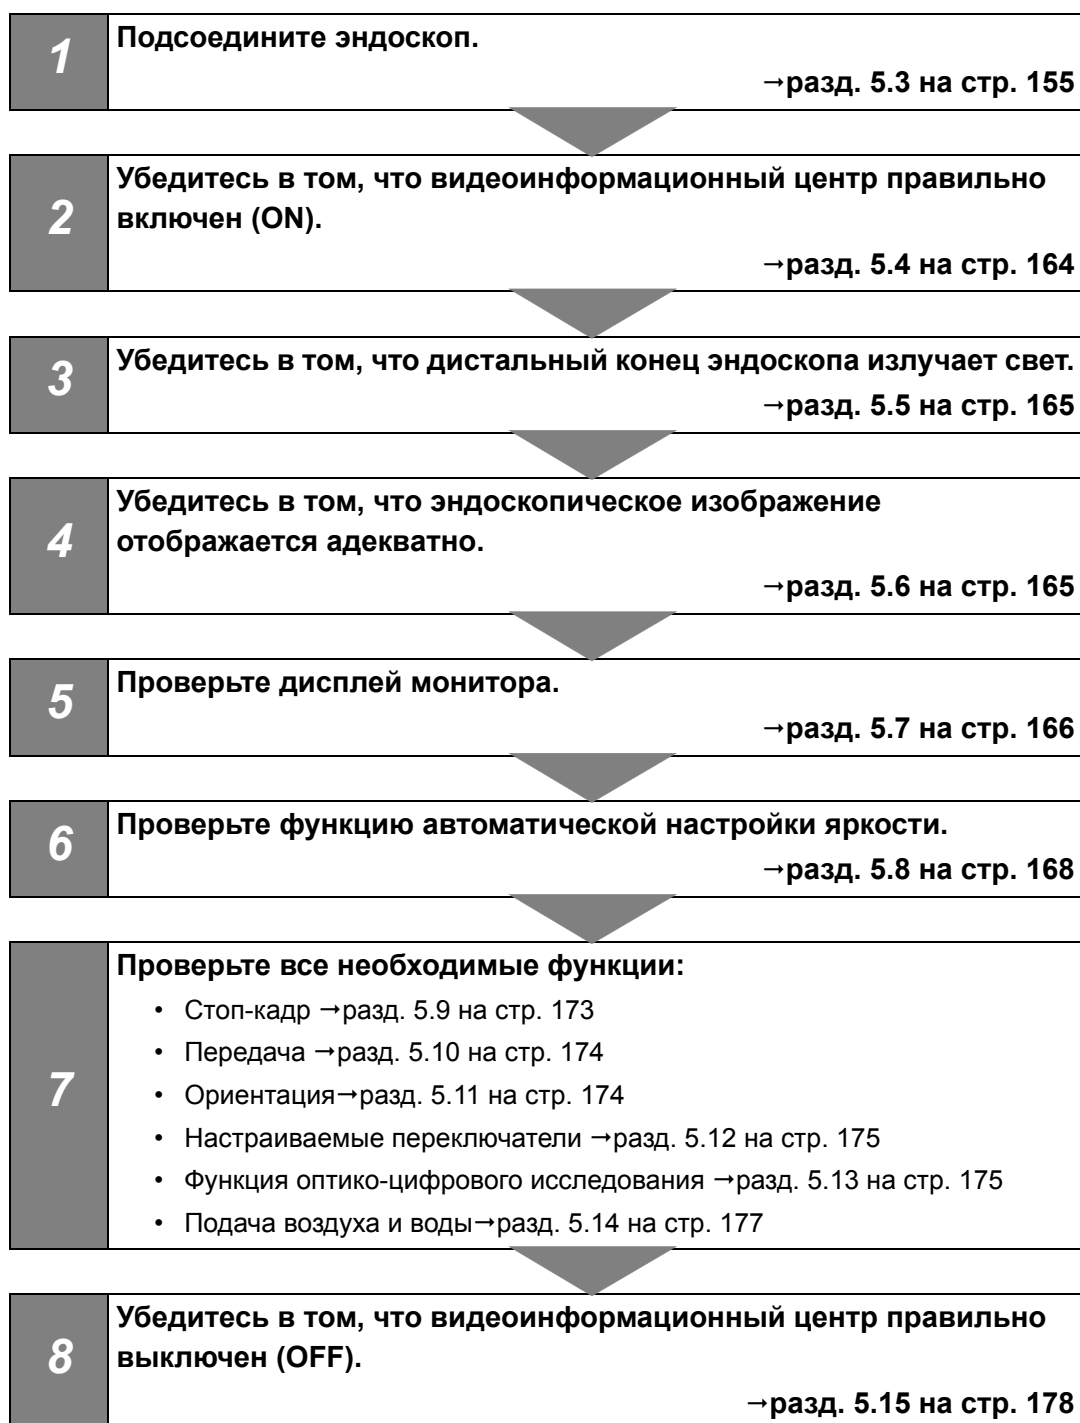 1
Подсоедините эндоскоп.
→разд. 5.3 на стр. 155
2
Убедитесь в том, что видеоинформационный центр правильно
включен (ON).
→разд. 5.4 на стр. 164
3
Убедитесь в том, что дистальный конец эндоскопа излучает свет.
→разд. 5.5 на стр. 165
4
Убедитесь в том, что эндоскопическое изображение
отображается адекватно.
→разд. 5.6 на стр. 165
5
Проверьте дисплей монитора.
→разд. 5.7 на стр. 166
6
Проверьте функцию автоматической настройки яркости.
→разд. 5.8 на стр. 168
7
Проверьте все необходимые функции:
• Стоп-кадр →разд. 5.9 на стр. 173
• Передача →разд. 5.10 на стр. 174
• Ориентация→разд. 5.11 на стр. 174
• Настраиваемые переключатели →разд. 5.12 на стр. 175
• Функция оптико-цифрового исследования →разд. 5.13 на стр. 175
• Подача воздуха и воды→разд. 5.14 на стр. 177
8
Убедитесь в том, что видеоинформационный центр правильно
выключен (OFF).
→разд. 5.15 на стр. 178